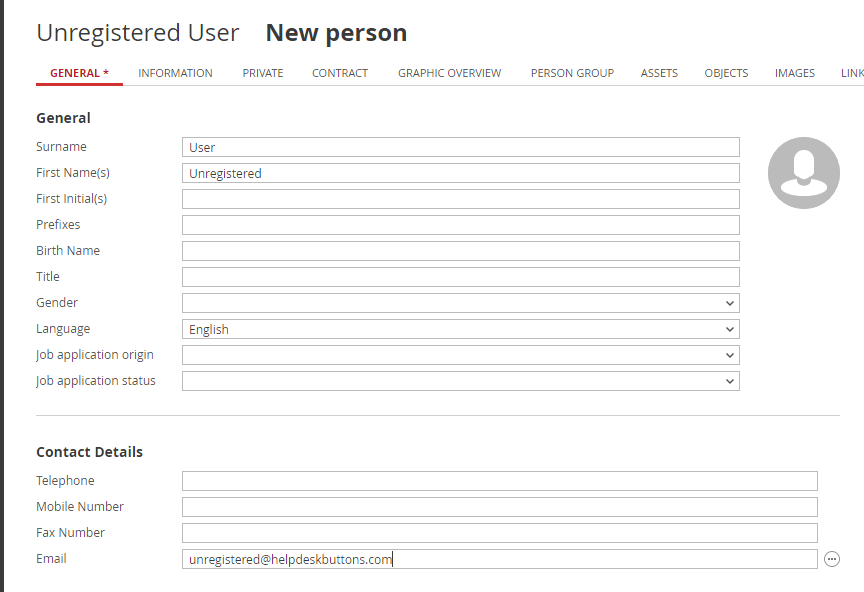 Unregistered User New person
GENERAL * INFORMATION PRIVATE CONTRACT GRAPHIC OVERVIEW PERSON GROUP ASSETS OBJECTS IMAGES LINK
General
Surname User
First Name(s) Unregistered
First Initial(s)
Prefixes
Birth Name
Title
Gender
Language English
Job application origin
Job application status
Contact Details
Telephone
Mobile Number
Fax Number
Email unregistered@helpdeskbuttons.com